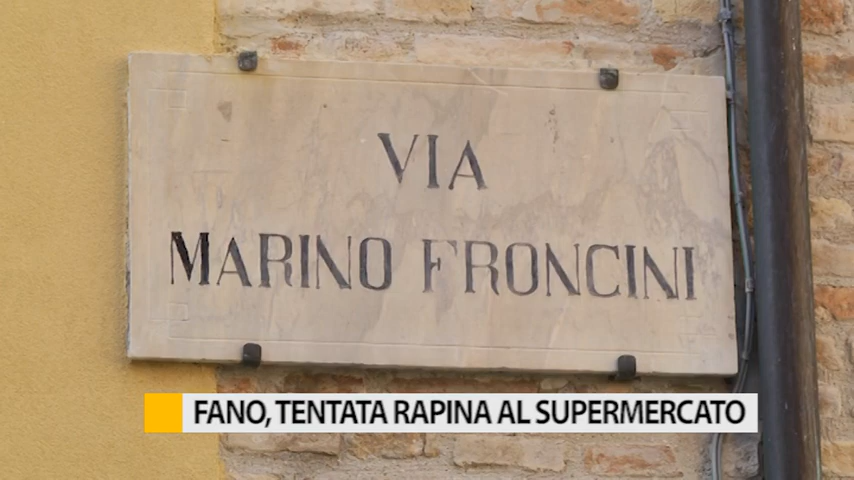 VIA
MARINO FRONCINI
FANO, TENTATA RAPINA AL SUPERMERCATO